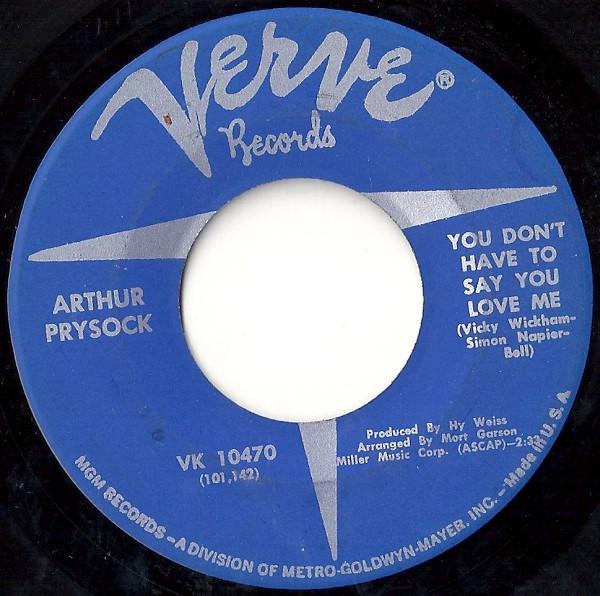 Verve®
Records
ARTHUR
PRYSOCK
YOU DON'T
HAVE TO
SAY YOU
LOVE ME
(Vicky Wickham-
Simon Napier-
Bell)
VK 10470
(101,142)
Produced By Hy Weiss
Arranged By Mort Garson
Miller Music Corp. (ASCAP)—2:33
MGM RECORDS – A DIVISION OF METRO-GOLDWYN-MAYER, INC. – Made in U.S.A